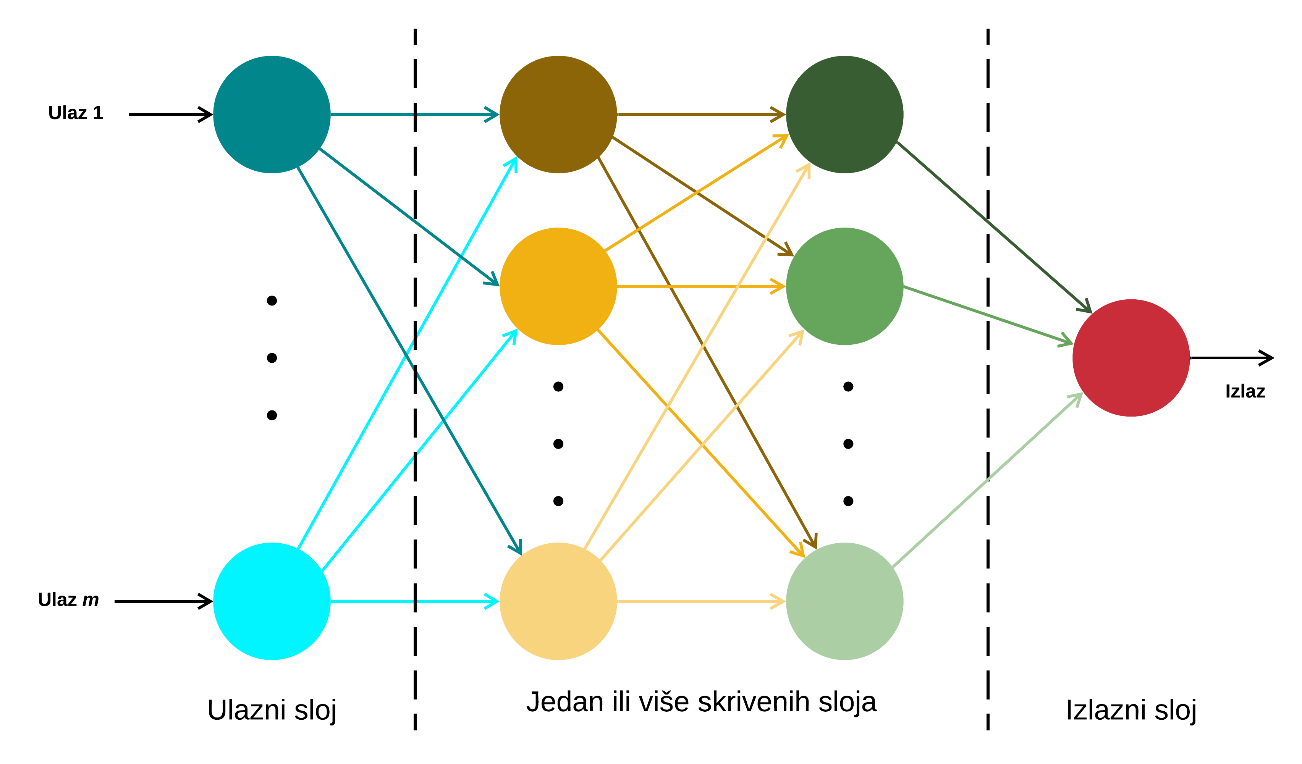 Ulaz 1
Izlaz
Ulaz m
Ulazni sloj
Jedan ili više skrivenih sloja
Izlazni sloj